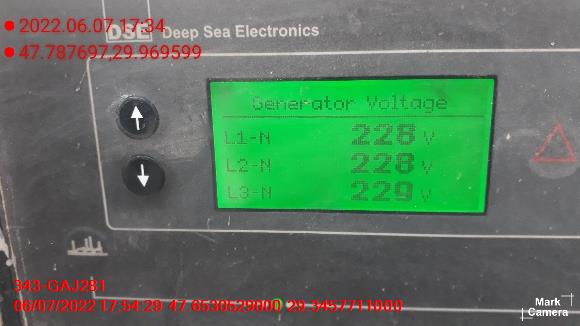 2022.06.07 17:34
DSE Deep Sea Electronics
47.787697,29.969599
Generator Voltage
L1-N 228 V
L2-N 228 V
L3-N 229 V
343-GAJ281
06/07/2022 17:54:29 47.6530529000 29.3457711000
Mark
Camera